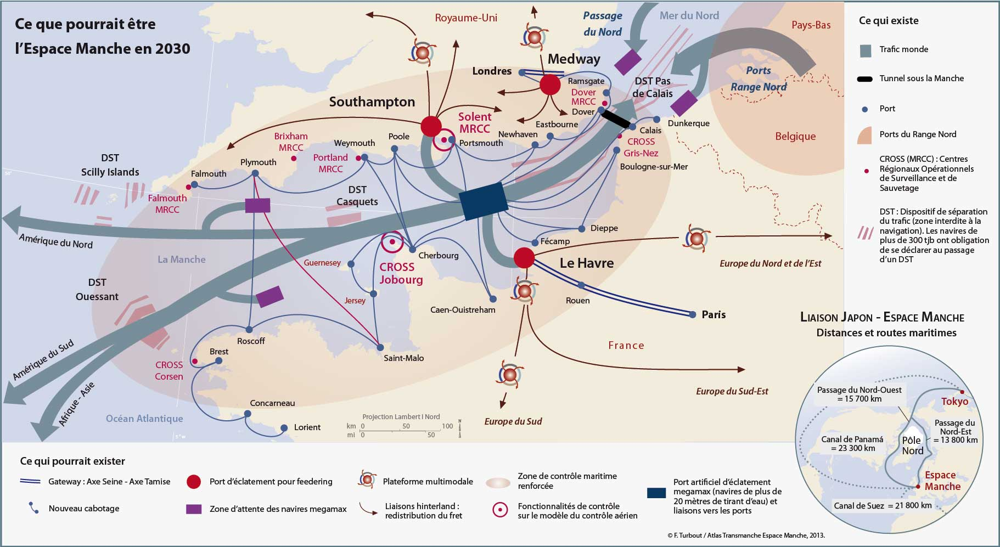 Ce que pourrait être
l’Espace Manche en 2030
Royaume-Uni
Passage
du Nord
Mer du Nord
Pays-Bas
Medway
Londres
Ramsgate
Dover
MRCC
Dover
DST Pas
de Calais
Ports
Range Nord
Southampton
Solent
MRCC
Eastbourne
Newhaven
Calais
Dunkerque
CROSS
Gris-Nez
Belgique
Brixham
MRCC
Weymouth
Poole
Portsmouth
Portland
MRCC
Boulogne-sur-Mer
DST
Scilly Islands
Plymouth
Falmouth
Falmouth
MRCC
50°
DST
Casquets
Amérique du Nord
La Manche
Dieppe
Fécamp
Cherbourg
Guernesey
CROSS
Jobourg
Le Havre
Europe du Nord et de l’Est
DST
Ouessant
Jersey
Caen-Ouistreham
Rouen
Paris
Amérique du Sud
Roscoff
Brest
Saint-Malo
France
CROSS
Corsen
Afrique - Asie
Europe du Sud-Est
Océan Atlantique
Concarneau
Lorient
5°w
Europe du Sud
Projection Lambert I Nord
km 0 50 100
mi 0 50
N
Ce qui existe
Trafic monde
Tunnel sous la Manche
Port
Ports du Range Nord
CROSS (MRCC) : Centres
Régionaux Opérationnels
de Surveillance et de
Sauvetage
DST : Dispositif de séparation
du trafic (zone interdite à la
navigation). Les navires de
plus de 300 tjb ont obligation
de se déclarer au passage
d’un DST
Liaison Japon - Espace Manche
Distances et routes maritimes
Passage du Nord-Ouest
= 15 700 km
Tokyo
Passage du
Nord-Est
= 13 800 km
Canal de Panamá
= 23 300 km
Pôle
Nord
Espace
Manche
Canal de Suez = 21 800 km
Ce qui pourrait exister
Gateway : Axe Seine - Axe Tamise
Nouveau cabotage
Port d’éclatement pour feedering
Zone d’attente des navires megamax
Plateforme multimodale
Liaisons hinterland :
redistribution du fret
Zone de contrôle maritime
renforcée
Fonctionnalités de contrôle
sur le modèle du contrôle aérien
Port artificiel d’éclatement
megamax (navires de plus de
20 mètres de tirant d’eau) et
liaisons vers les ports
© F. Turbout / Atlas Transmanche Espace Manche, 2013.